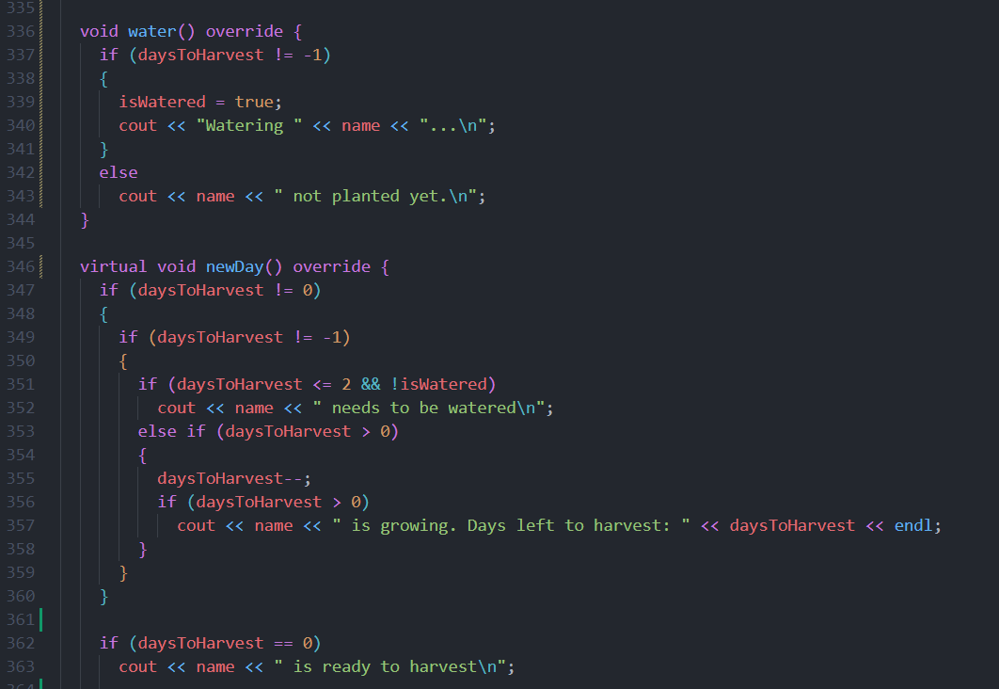 335
336 void water() override {
337 if (daysToHarvest != -1)
338 {
339 isWatered = true;
340 cout << "Watering " << name << "...\n";
341 }
342 else
343 cout << name << " not planted yet.\n";
344 }
345
346 virtual void newDay() override {
347 if (daysToHarvest != 0)
348 {
349 if (daysToHarvest != -1)
350 {
351 if (daysToHarvest <= 2 && !isWatered)
352 cout << name << " needs to be watered\n";
353 else if (daysToHarvest > 0)
354 {
355 daysToHarvest--;
356 if (daysToHarvest > 0)
357 cout << name << " is growing. Days left to harvest: " << daysToHarvest << endl;
358 }
359 }
360 }
361
362 if (daysToHarvest == 0)
363 cout << name << " is ready to harvest\n";
364